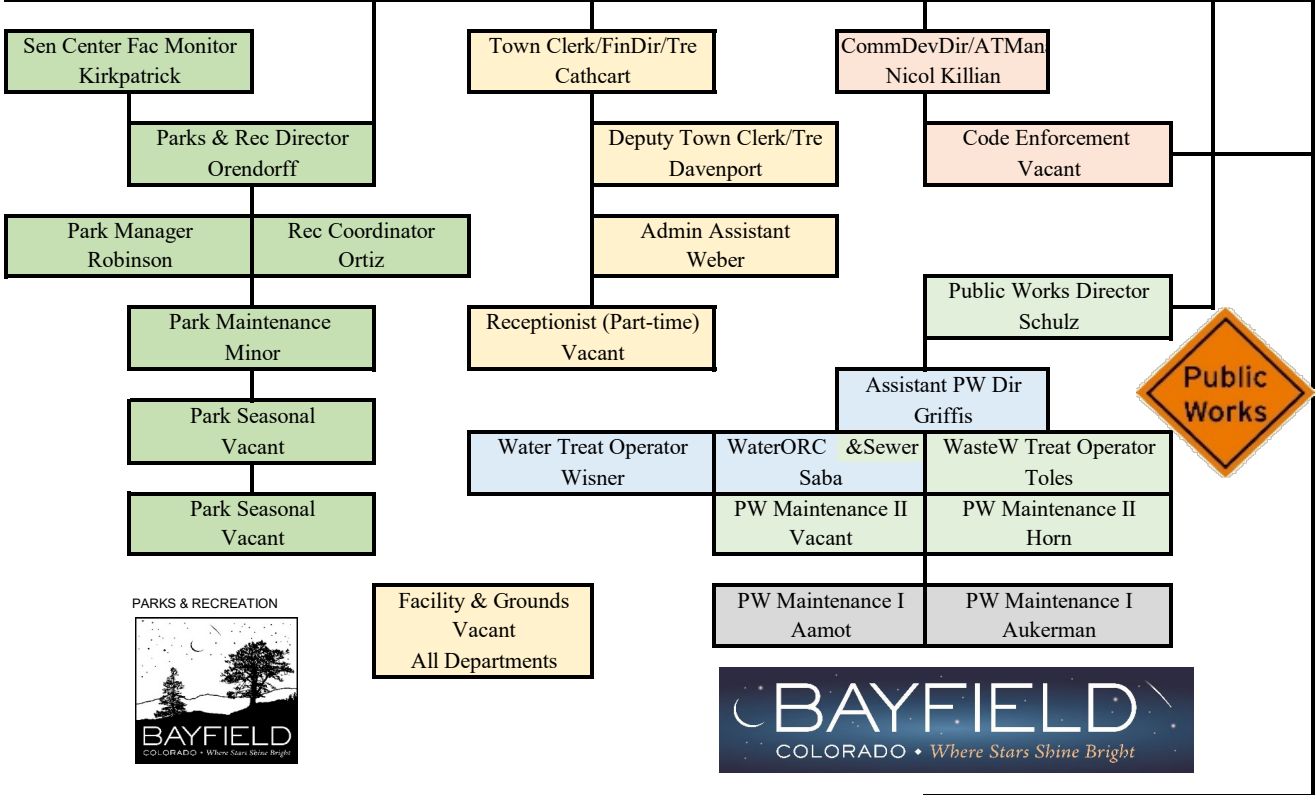 Sen Center Fac Monitor
Kirkpatrick
Town Clerk/FinDir/Tre
Cathcart
CommDevDir/ATMan
Nicol Killian
Parks & Rec Director
Orendorff
Deputy Town Clerk/Tre
Davenport
Code Enforcement
Vacant
Park Manager
Robinson
Rec Coordinator
Ortiz
Admin Assistant
Weber
Public Works Director
Schulz
Park Maintenance
Minor
Receptionist (Part-time)
Vacant
Public
Works
Assistant PW Dir
Griffis
Park Seasonal
Vacant
Water Treat Operator
Wisner
WaterORC &Sewer
Saba
WasteW Treat Operator
Toles
Park Seasonal
Vacant
PW Maintenance II
Vacant
PW Maintenance II
Horn
PARKS & RECREATION
BAYFIELD
COLORADO • Where Stars Shine Bright
Facility & Grounds
Vacant
All Departments
PW Maintenance I
Aamot
PW Maintenance I
Aukerman
BAYFIELD
COLORADO • Where Stars Shine Bright